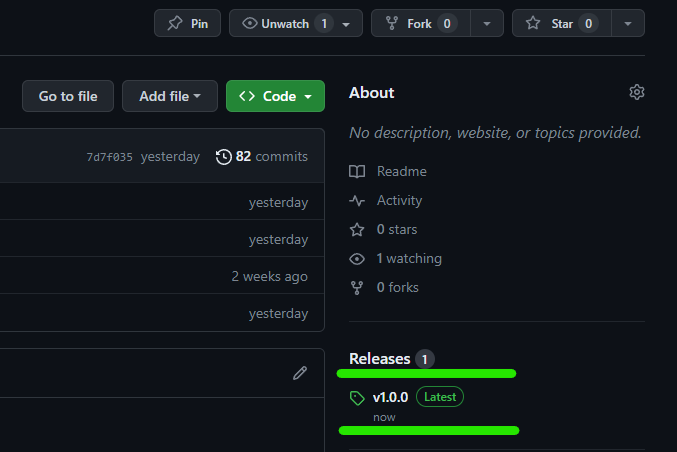 Pin Unwatch 1 Fork 0 Star 0
Go to file Add file Code
7d7f035 yesterday 82 commits
yesterday
yesterday
2 weeks ago
yesterday
About
No description, website, or topics provided.
Readme
Activity
0 stars
1 watching
0 forks
Releases 1
v1.0.0 Latest
now